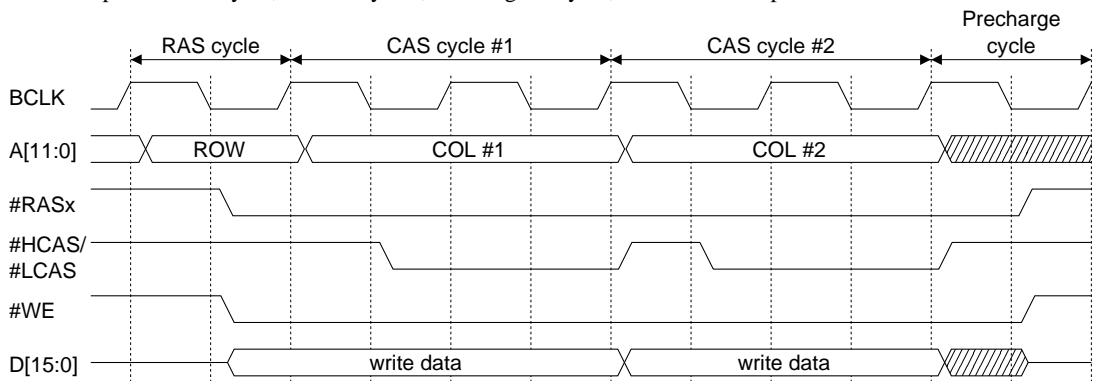 Precharge
RAS cycle CAS cycle #1 CAS cycle #2 cycle
BCLK
A[11:0] ROW COL #1 COL #2
#RASx
#HCAS/
#LCAS
#WE
D[15:0] write data write data